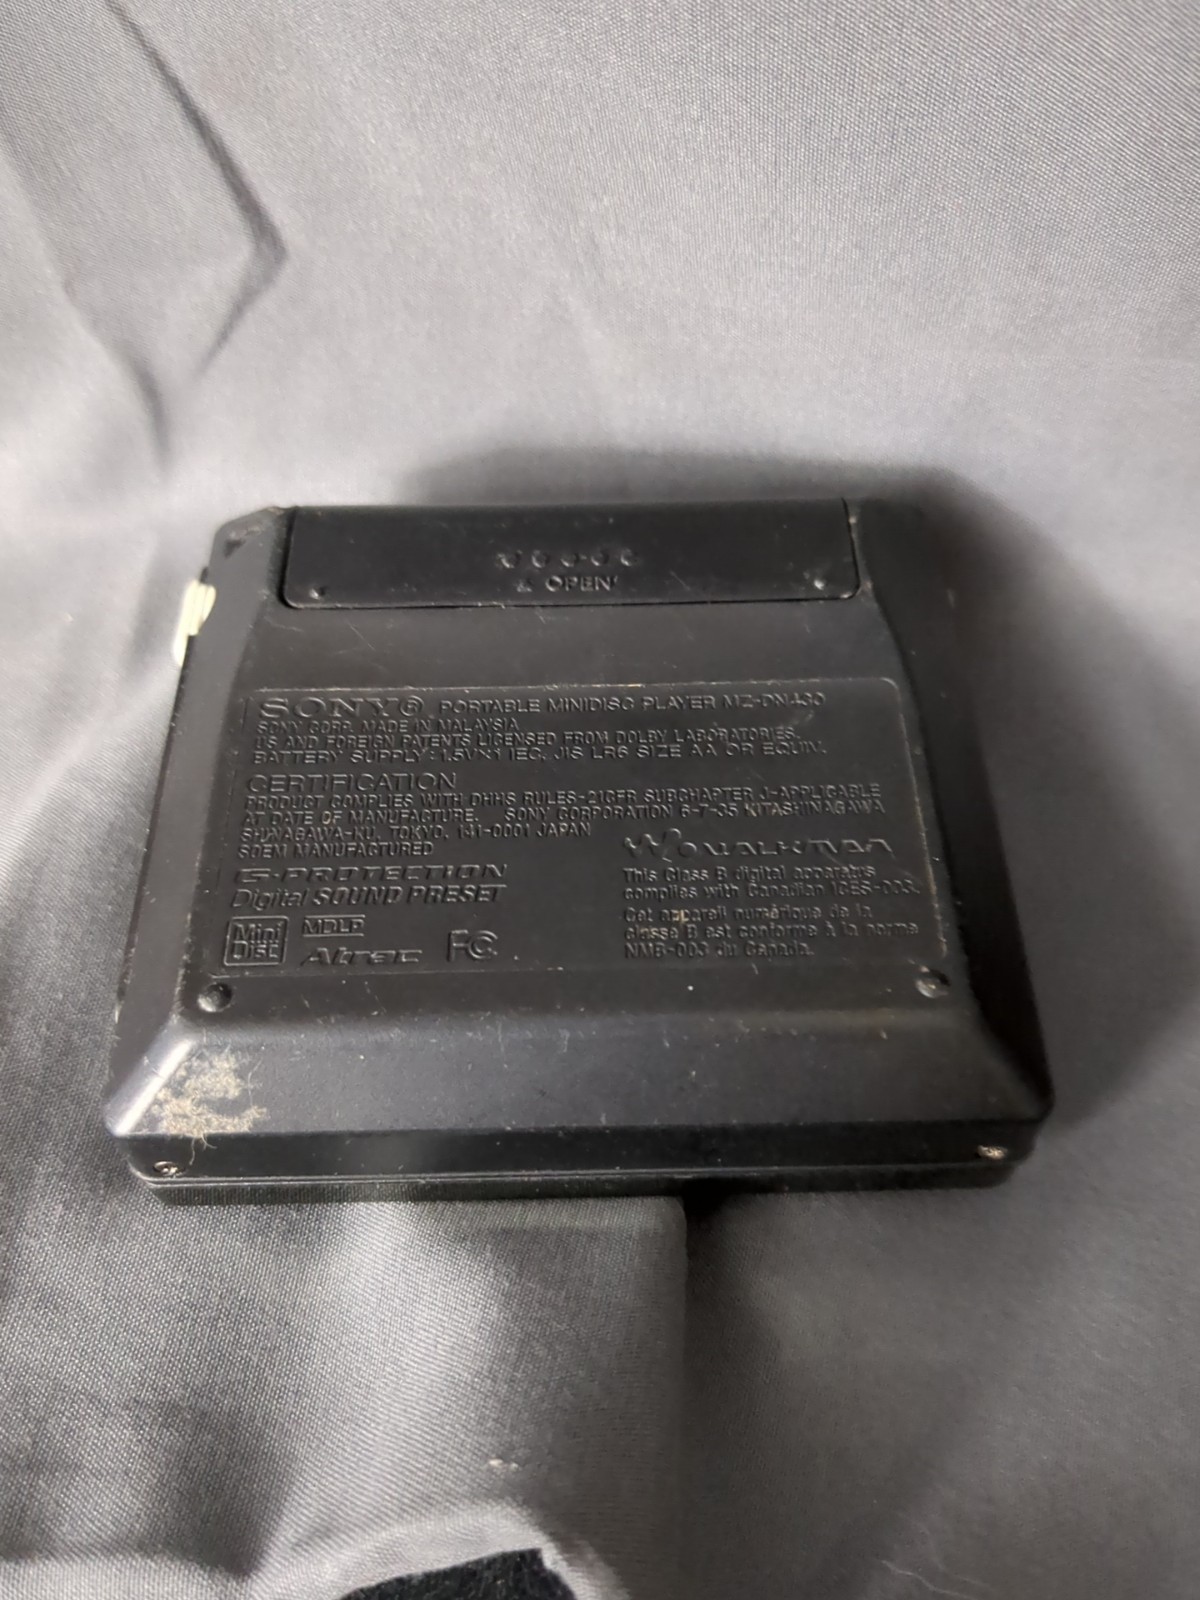 OPEN
SONY® PORTABLE MINIDISC PLAYER MZ-DN430
SONY CORP. MADE IN MALAYSIA
US AND FOREIGN PATENTS LICENSED FROM DOLBY LABORATORIES.
BATTERY SUPPLY : 1.5V×1 IEC, JIS LR6 SIZE AA OR EQUIV.
CERTIFICATION
PRODUCT COMPLIES WITH DHHS RULES-21CFR SUBCHAPTER J-APPLICABLE
AT DATE OF MANUFACTURE. SONY CORPORATION 6-7-35 KITASHINAGAWA
SHINAGAWA-KU, TOKYO, 141-0001 JAPAN
SOEM MANUFACTURED
G-PROTECTION
Digital SOUND PRESET
Mini Disc
MDLP
Atrac
FC
WALKMAN
This Class B digital apparatus
complies with Canadian ICES-003.
Cet appareil numérique de la
classe B est conforme à la norme
NMB-003 du Canada.